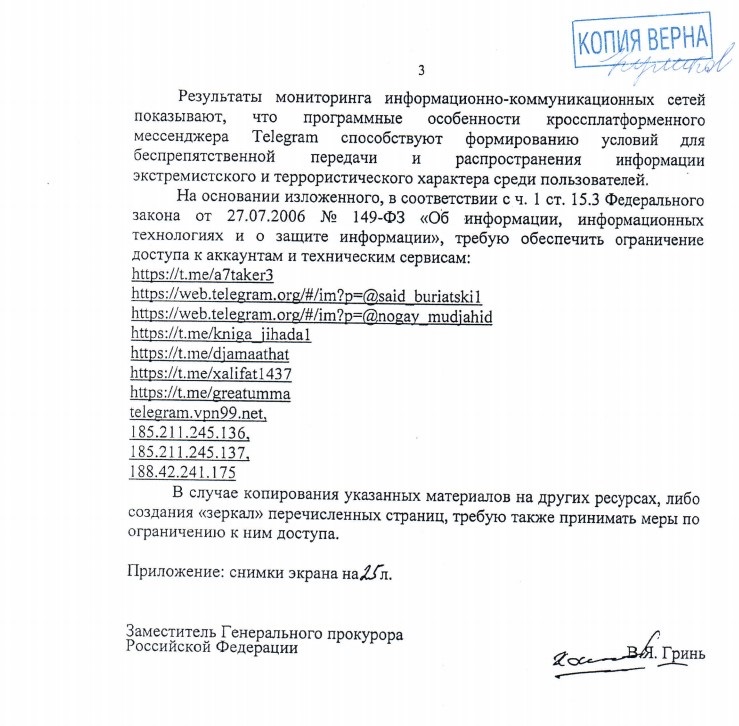 КОПИЯ ВЕРНА
3
Результаты мониторинга информационно-коммуникационных сетей
показывают, что программные особенности кроссплатформенного
мессенджера Telegram способствуют формированию условий для
беспрепятственной передачи и распространения информации
экстремистского и террористического характера среди пользователей.
На основании изложенного, в соответствии с ч. 1 ст. 15.3 Федерального
закона от 27.07.2006 № 149-ФЗ «Об информации, информационных
технологиях и о защите информации», требую обеспечить ограничение
доступа к аккаунтам и техническим сервисам:
https://t.me/a7taker3
https://web.telegram.org/#/im?p=@said_buriatski1
https://web.telegram.org/#/im?p=@nogay_mudjahid
https://t.me/kniga_jihada1
https://t.me/djamaathat
https://t.me/xalifat1437
https://t.me/greatumma
telegram.vpn99.net,
185.211.245.136,
185.211.245.137,
188.42.241.175
В случае копирования указанных материалов на других ресурсах, либо
создания «зеркал» перечисленных страниц, требую также принимать меры по
ограничению к ним доступа.
Приложение: снимки экрана на 25 л.
Заместитель Генерального прокурора
Российской Федерации
В.Я. Гринь